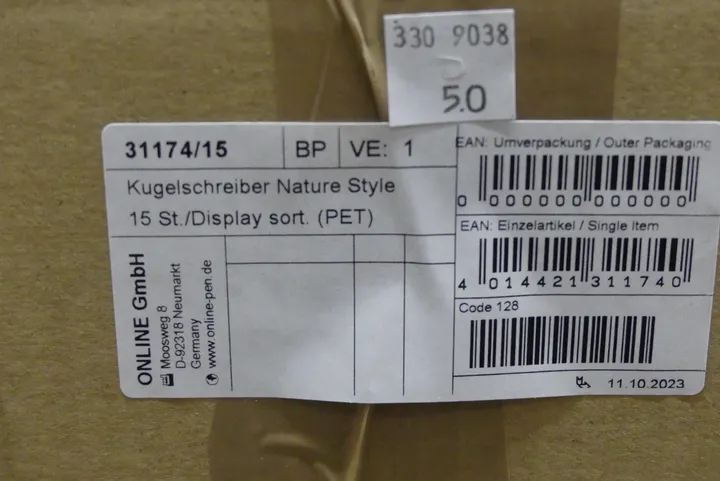 330 9038
5.0
31174/15 BP VE: 1
Kugelschreiber Nature Style
15 St./Display sort. (PET)
ONLINE GmbH
Moosweg 8
D-92318 Neumarkt
Germany
www.online-pen.de
EAN: Umverpackung / Outer Packaging
0 000000 000000
EAN: Einzelartikel / Single Item
4 014421 311740
Code 128
11.10.2023